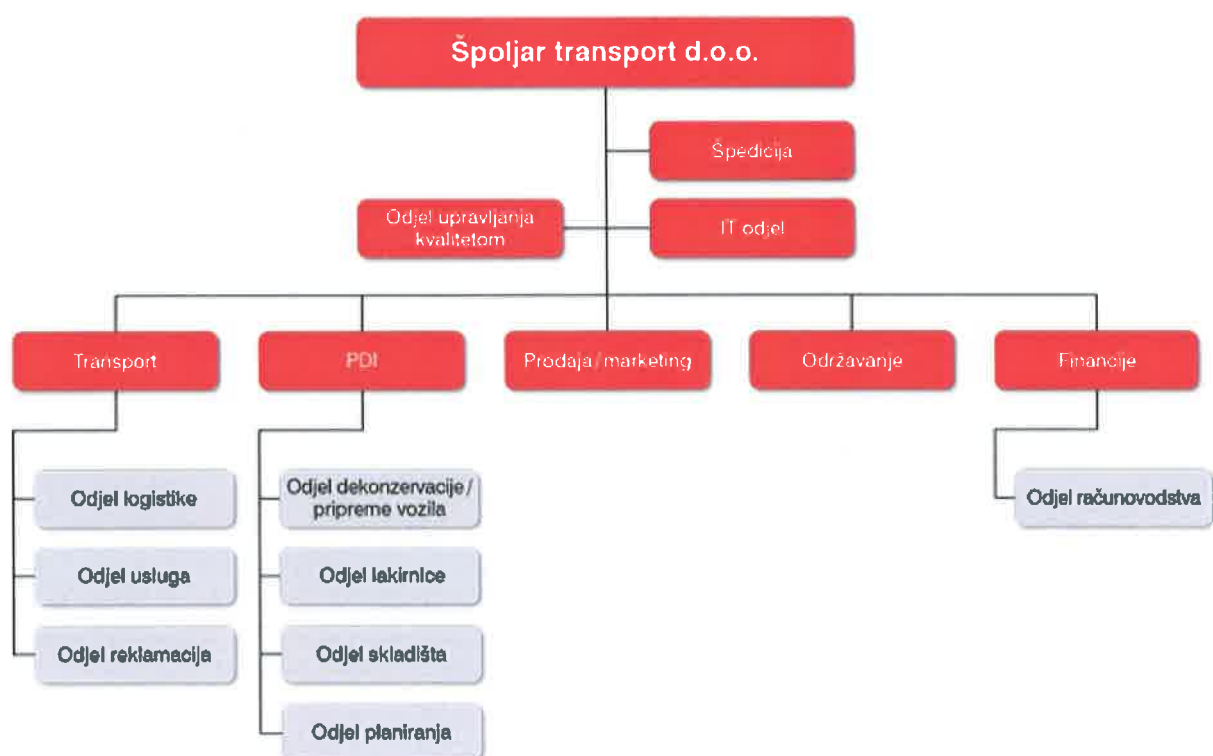 Špoljar transport d.o.o.
Špedicija
Odjel upravljanja
kvalitetom
IT odjel
Transport
PDI
Prodaja/marketing
Održavanje
Financije
Odjel logistike
Odjel usluga
Odjel reklamacija
Odjel dekonzervacije/
pripreme vozila
Odjel lakirnice
Odjel skladišta
Odjel planiranja
Odjel računovodstva